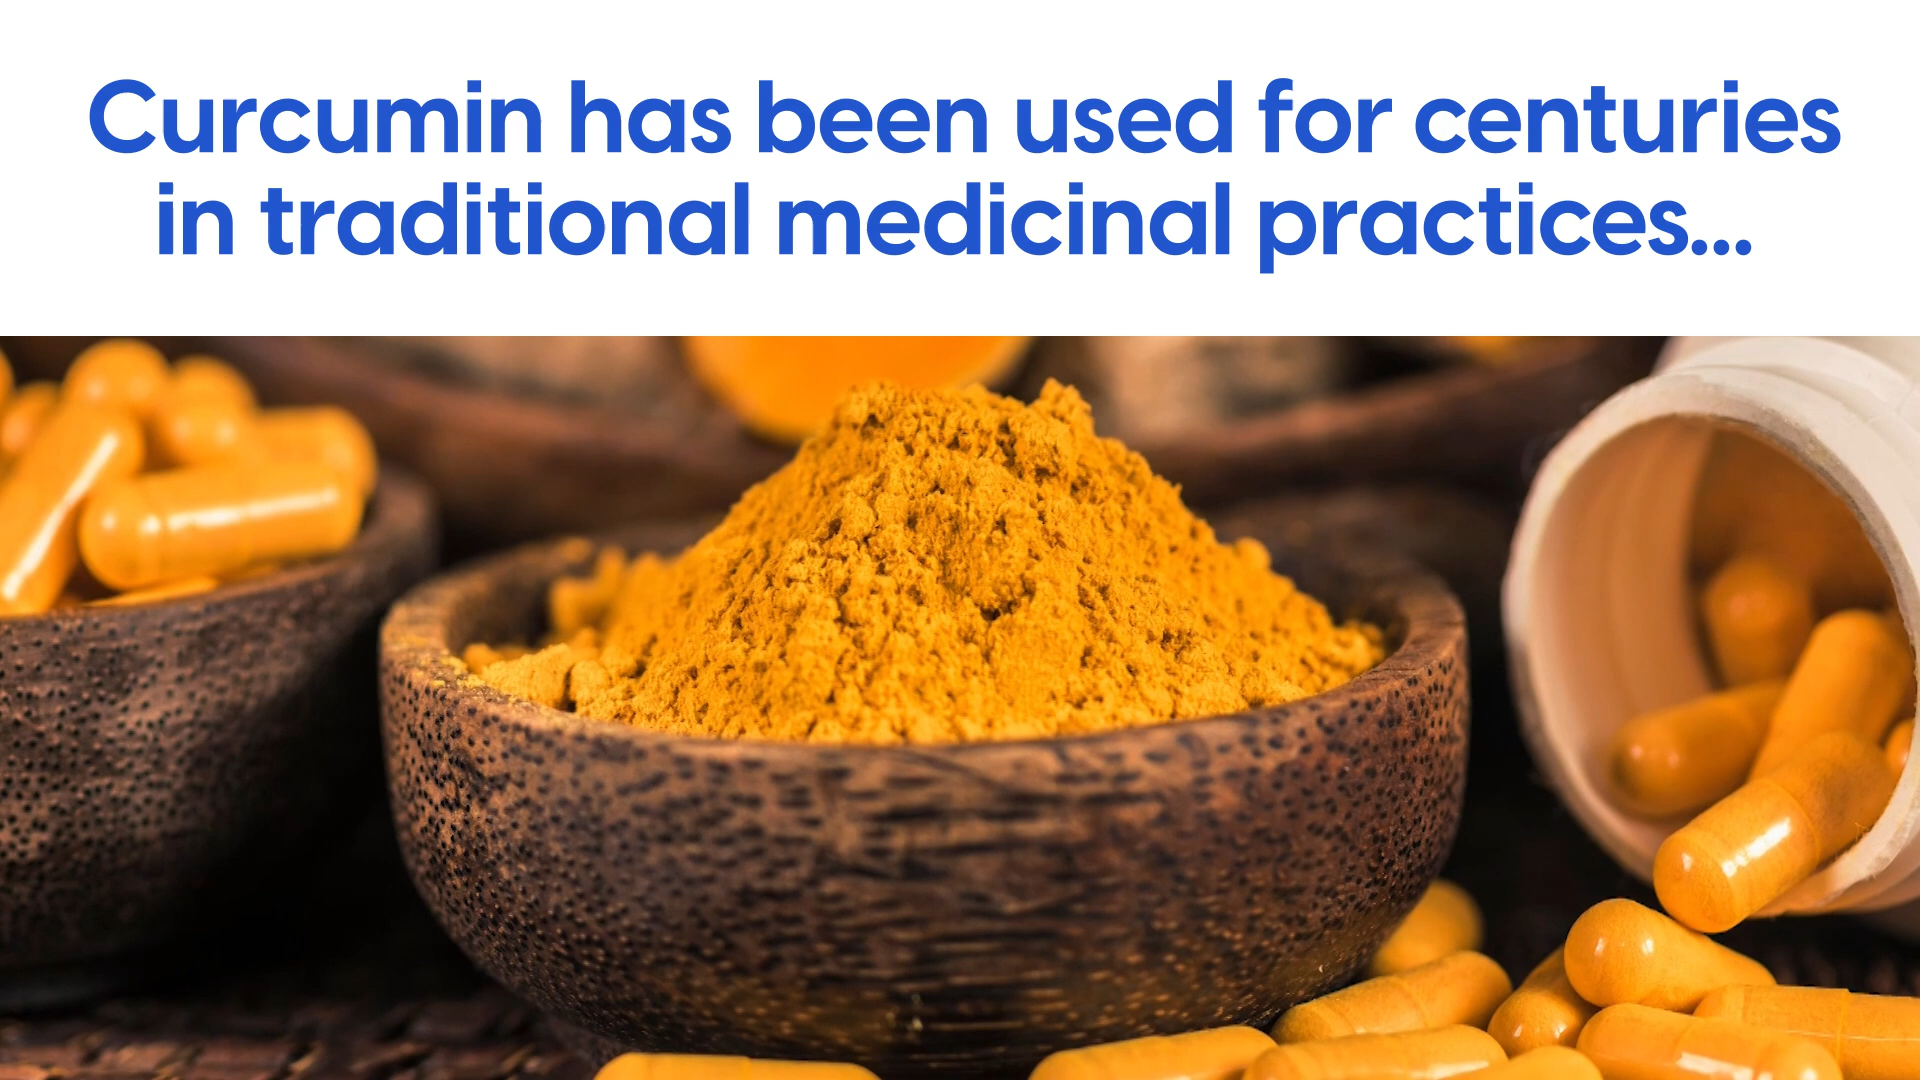 Curcumin has been used for centuries
in traditional medicinal practices...